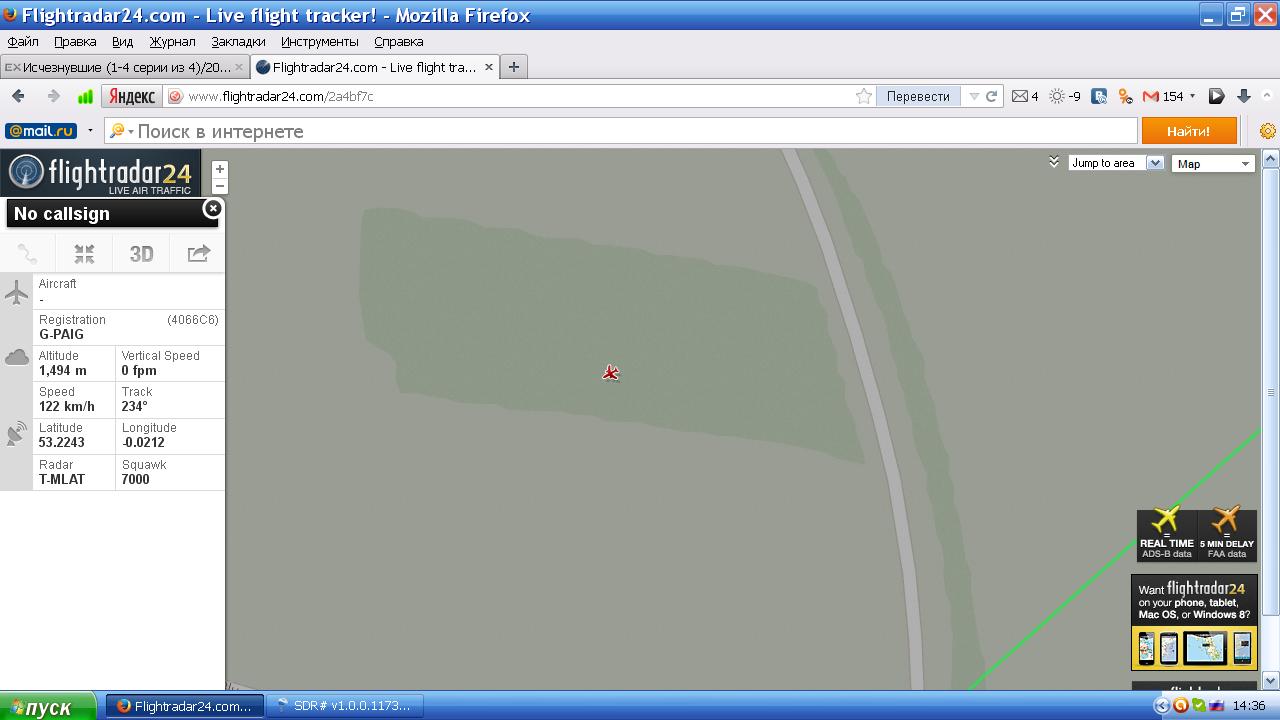 Flightradar24.com - Live flight tracker! - Mozilla Firefox
Файл Правка Вид Журнал Закладки Инструменты Справка
Исчезнувшие (1-4 серии из 4)/20... Flightradar24.com - Live flight tra...
Яндекс www.flightradar24.com/2a4bf7c Перевести 4 -9 154
@mail.ru Поиск в интернете Найти!
flightradar24
LIVE AIR TRAFFIC
Jump to area Map
No callsign
3D
Aircraft
-
Registration (4066C6)
G-PAIG
Altitude Vertical Speed
1,494 m 0 fpm
Speed Track
122 km/h 234°
Latitude Longitude
53.2243 -0.0212
Radar Squawk
T-MLAT 7000
= =
REAL TIME 5 MIN DELAY
ADS-B data FAA data
Want flightradar24
on your phone, tablet,
Mac OS, or Windows 8?
пуск Flightradar24.com... SDR# v1.0.0.1173... 14:36